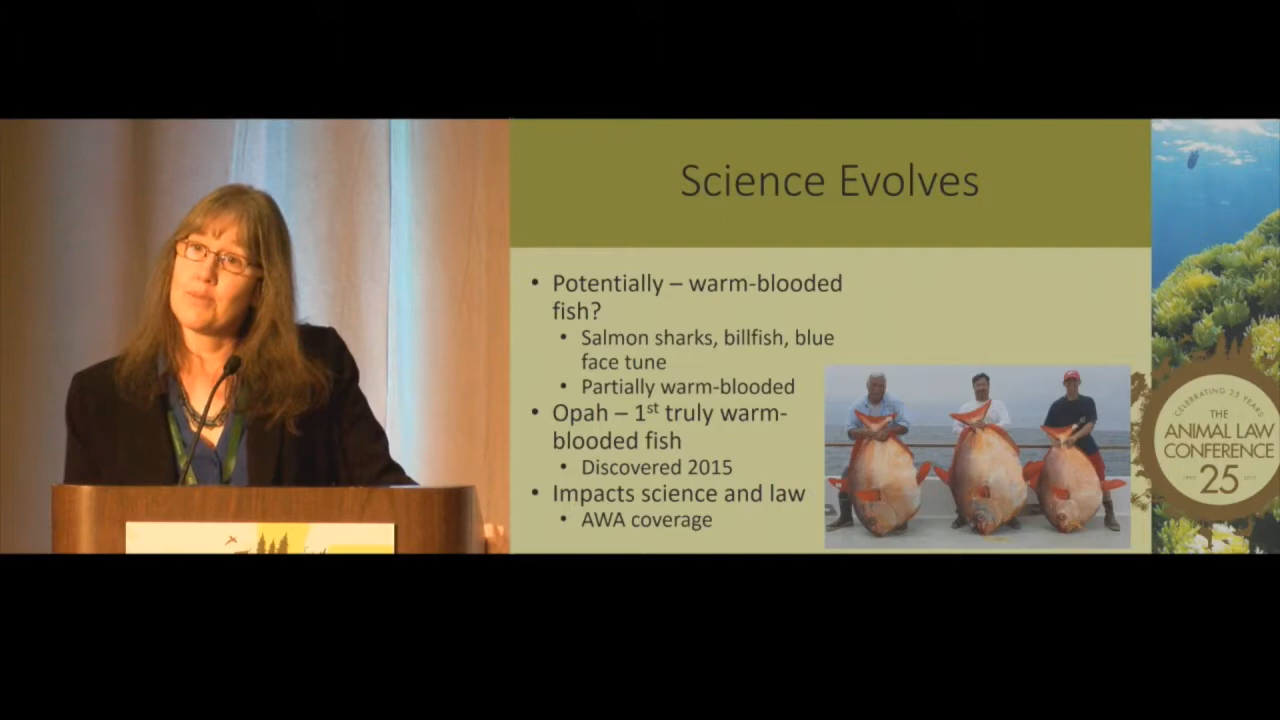 Science Evolves
• Potentially – warm-blooded
fish?
• Salmon sharks, billfish, blue
face tune
• Partially warm-blooded
• Opah – 1st truly warm-
blooded fish
• Discovered 2015
• Impacts science and law
• AWA coverage
CELEBRATING 25 YEARS
THE
ANIMAL LAW
CONFERENCE
25